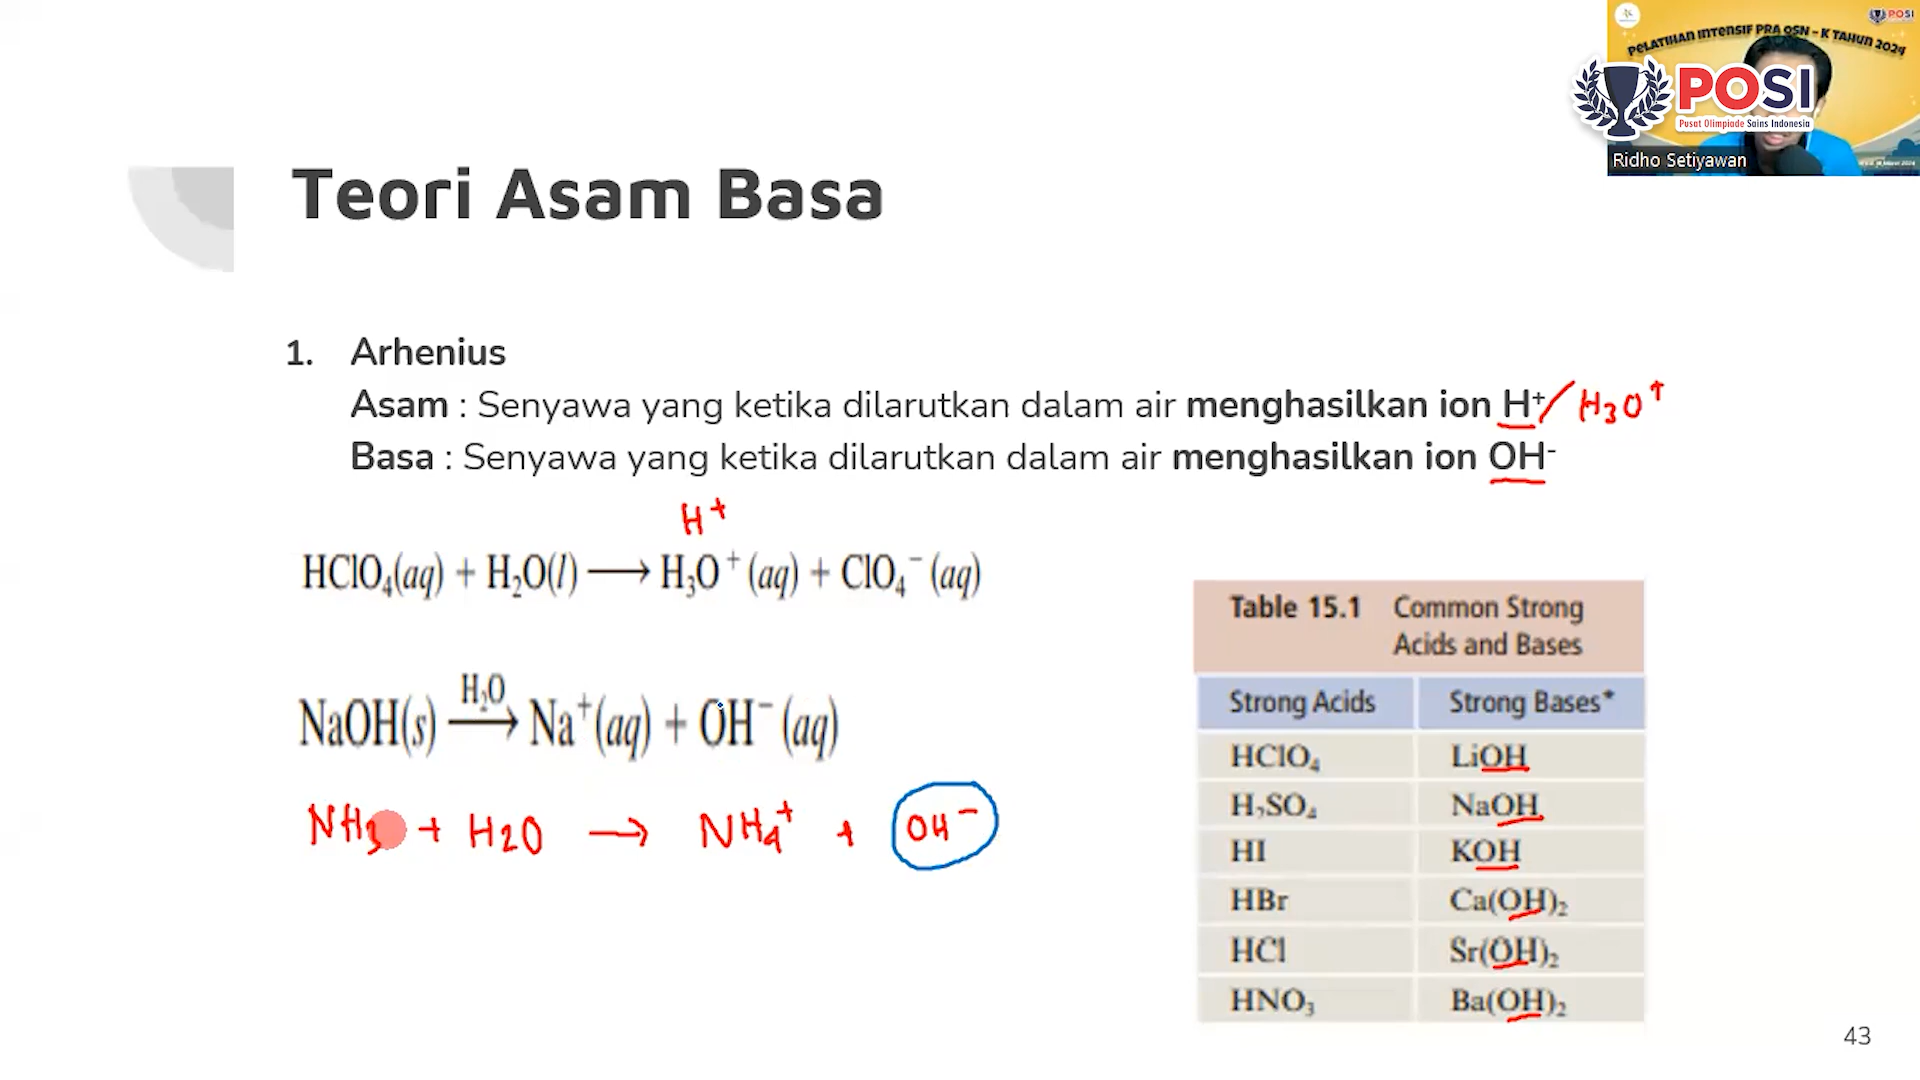 PELATIHAN INTENSIF PRA OSN - K TAHUN 2024
POSI
POSI
Pusat Olimpiade Sains Indonesia
Ridho Setiyawan
Teori Asam Basa
1. Arhenius
Asam : Senyawa yang ketika dilarutkan dalam air menghasilkan ion H⁺/H₃O⁺
Basa : Senyawa yang ketika dilarutkan dalam air menghasilkan ion OH⁻
H⁺
HClO₄(aq) + H₂O(l) ⟶ H₃O⁺(aq) + ClO₄⁻(aq)
H₂O
NaOH(s) ⟶ Na⁺(aq) + OH⁻(aq)
NH₃ + H₂O → NH₄⁺ + OH⁻
Table 15.1 Common Strong
Acids and Bases
Strong Acids Strong Bases*
HClO₄ LiOH
H₂SO₄ NaOH
HI KOH
HBr Ca(OH)₂
HCl Sr(OH)₂
HNO₃ Ba(OH)₂
43